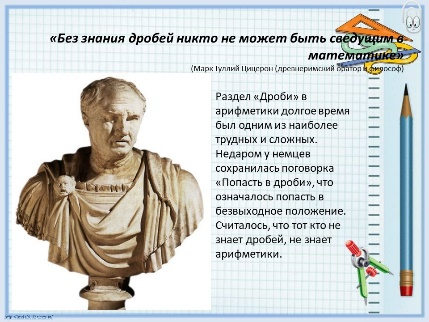 «Без знания дробей никто не может быть сведущим в
математике»
(Марк Туллий Цицерон (древнеримский оратор и философ)
Раздел «Дроби» в
арифметики долгое время
был одним из наиболее
трудных и сложных.
Недаром у немцев
сохранилась поговорка
«Попасть в дроби», что
означалось попасть в
безвыходное положение.
Считалось, что тот кто не
знает дробей, не знает
арифметики.